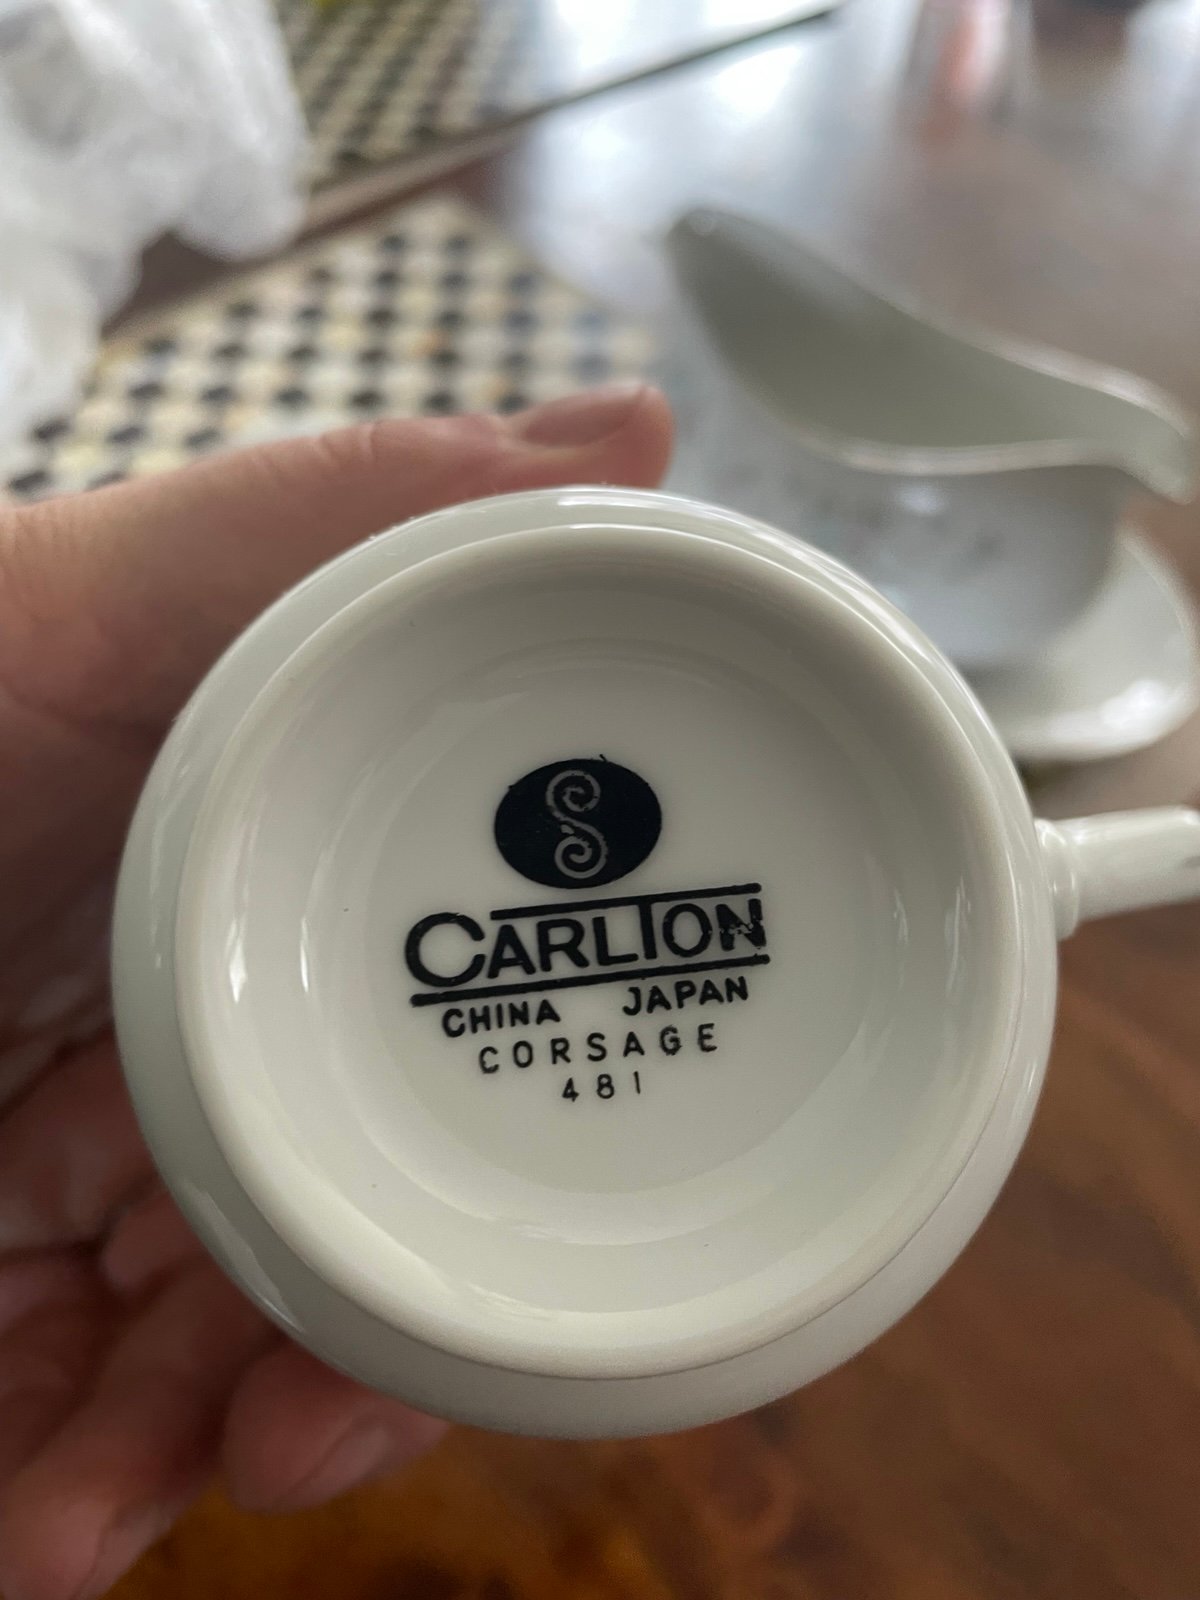 S
CARLTON
CHINA JAPAN
CORSAGE
481